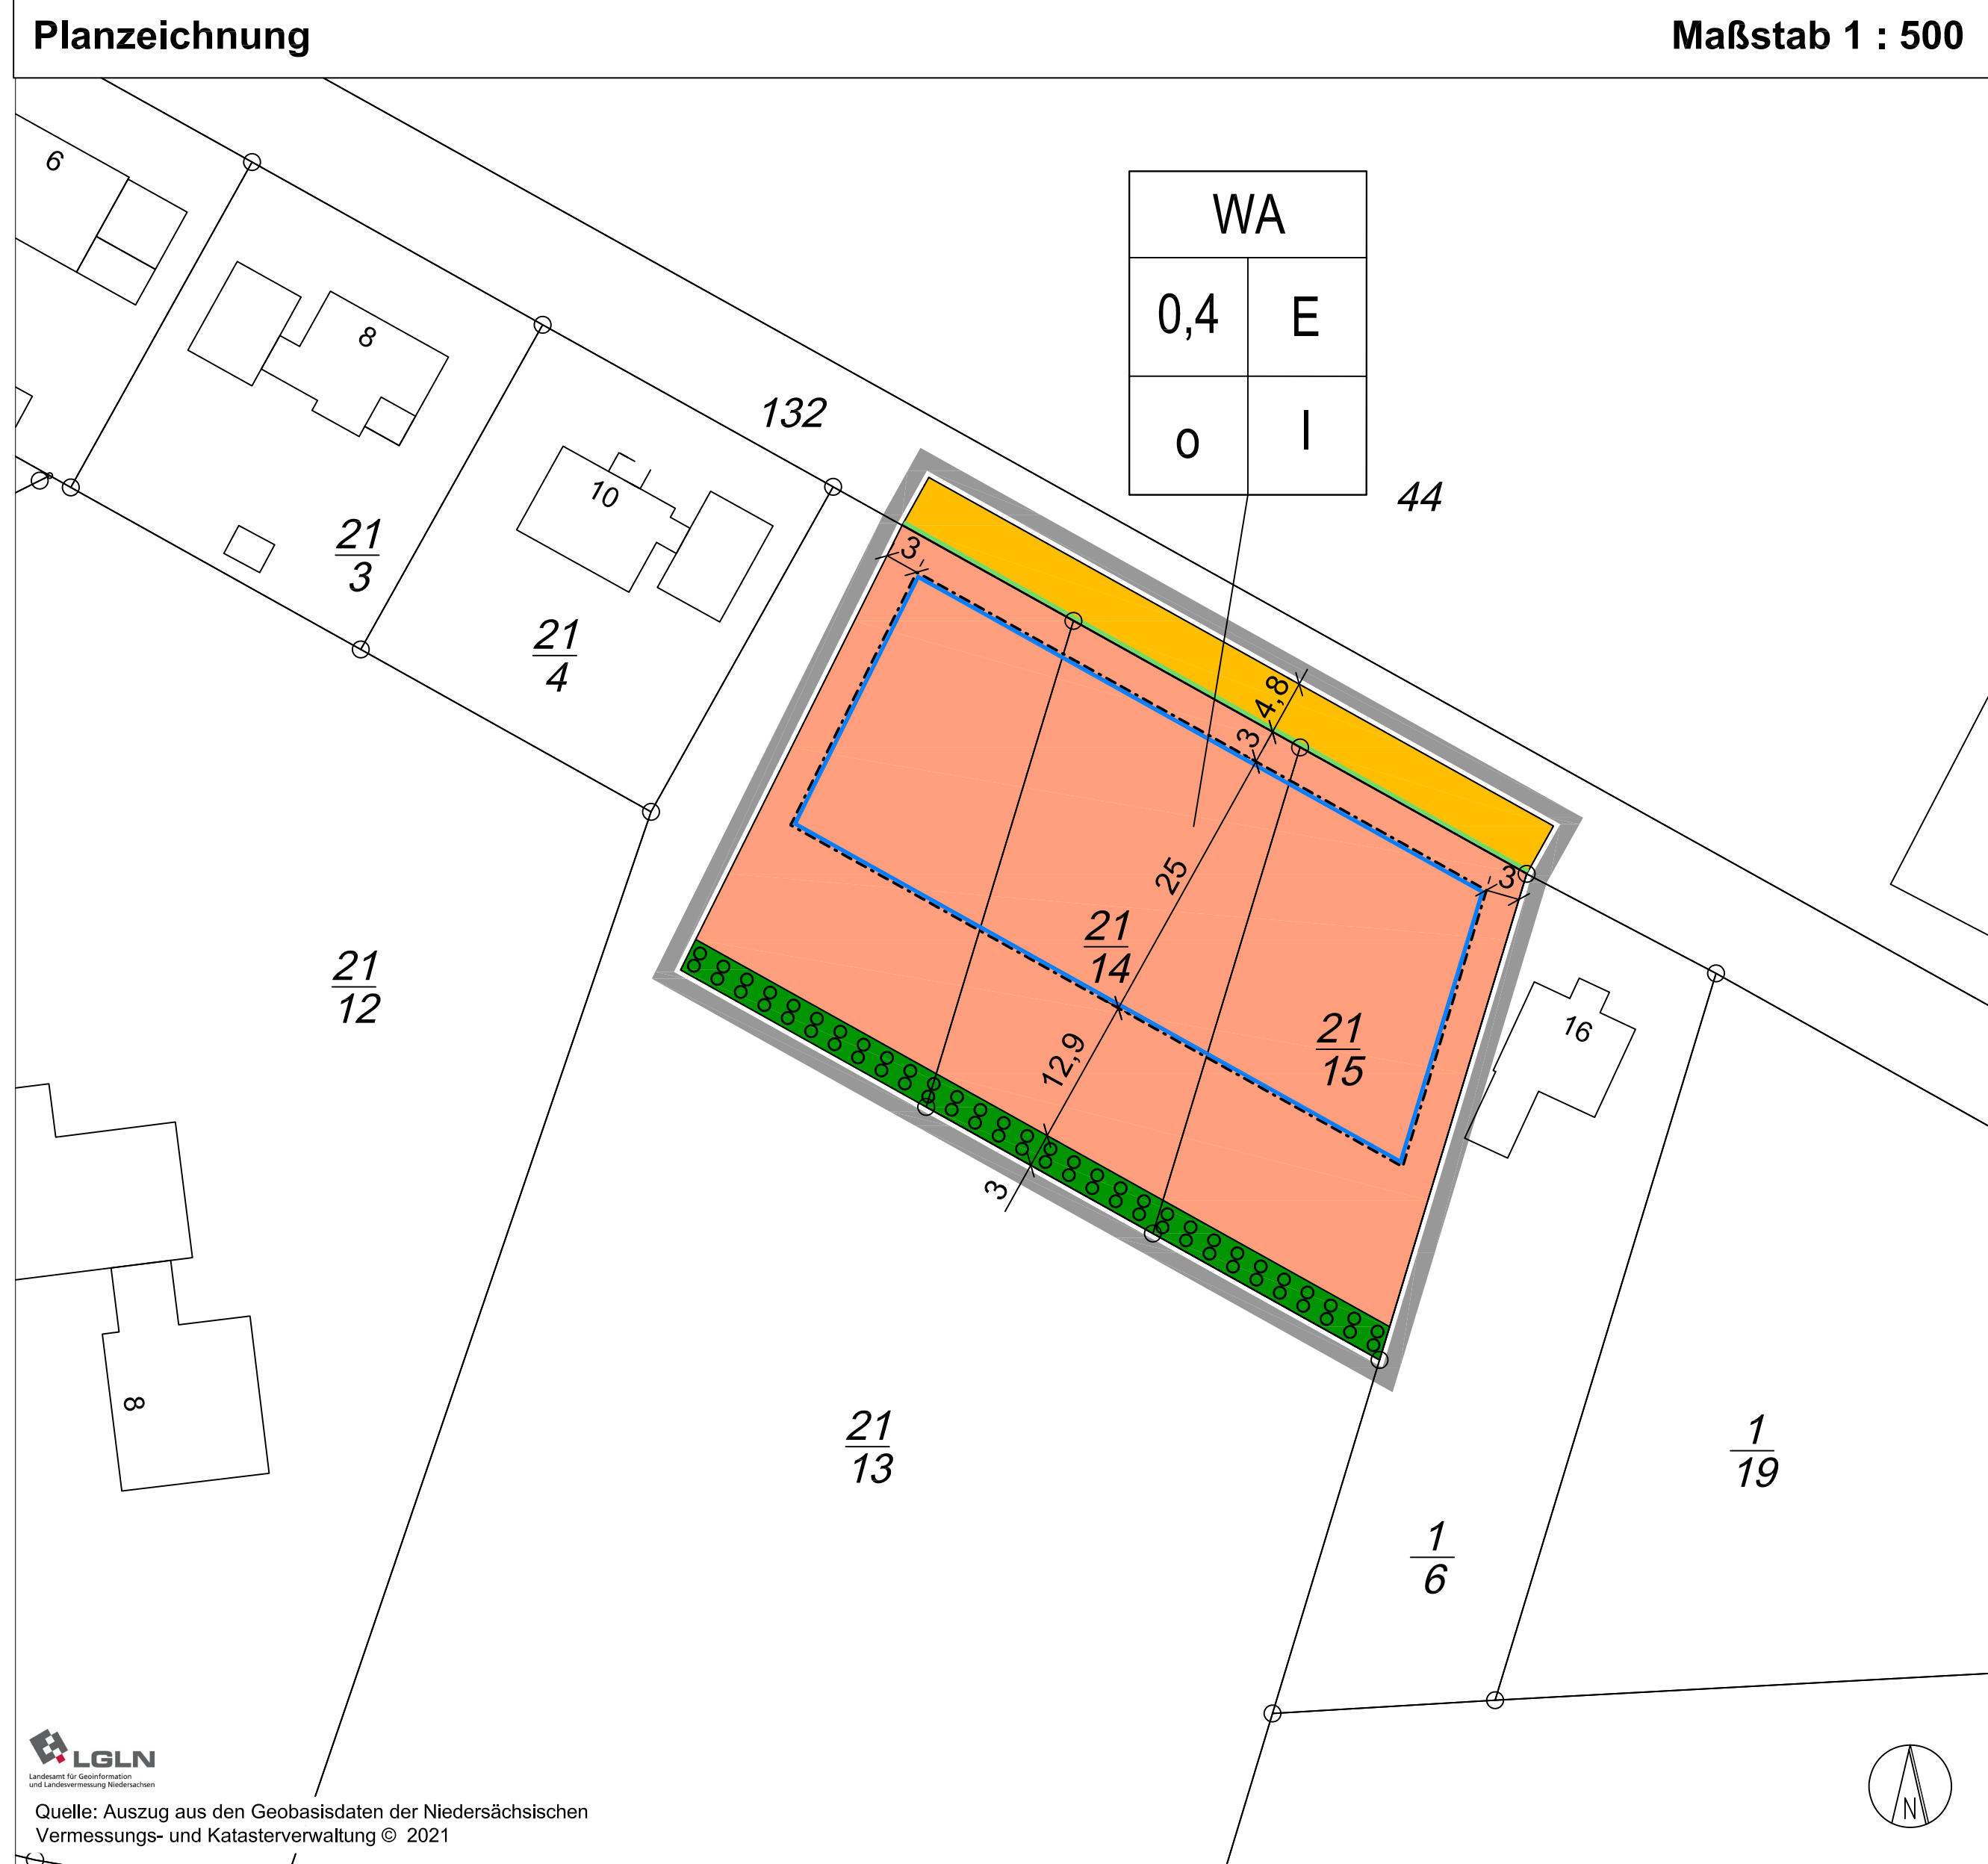 Planzeichnung
Maßstab 1 : 500
6
8
10
132
WA
0,4 E
o I
44
21
3
21
4
3
4,8
3
3
25
21
14
21
15
12,9
3
16
21
12
8
21
13
1
19
1
6
LGLN
Landesamt für Geoinformation
und Landesvermessung Niedersachsen
Quelle: Auszug aus den Geobasisdaten der Niedersächsischen
Vermessungs- und Katasterverwaltung © 2021
N